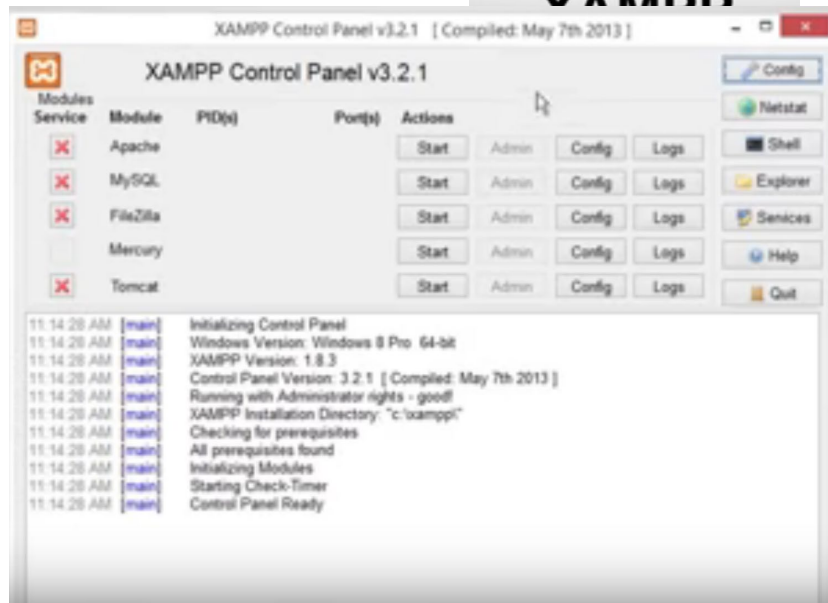 XAMPP
XAMPP Control Panel v3.2.1 [ Compiled: May 7th 2013 ]
XAMPP Control Panel v3.2.1
Config
Modules
Service Module PID(s) Port(s) Actions
Netstat
Apache Start Admin Config Logs
Shell
MySQL Start Admin Config Logs
Explorer
FileZilla Start Admin Config Logs
Services
Mercury Start Admin Config Logs
Help
Tomcat Start Admin Config Logs
Quit
11:14:28 AM [main] Initializing Control Panel
11:14:28 AM [main] Windows Version: Windows 8 Pro 64-bit
11:14:28 AM [main] XAMPP Version: 1.8.3
11:14:28 AM [main] Control Panel Version: 3.2.1 [ Compiled: May 7th 2013 ]
11:14:28 AM [main] Running with Administrator rights - good!
11:14:28 AM [main] XAMPP Installation Directory: "c:\xampp\"
11:14:28 AM [main] Checking for prerequisites
11:14:28 AM [main] All prerequisites found
11:14:28 AM [main] Initializing Modules
11:14:28 AM [main] Starting Check-Timer
11:14:28 AM [main] Control Panel Ready